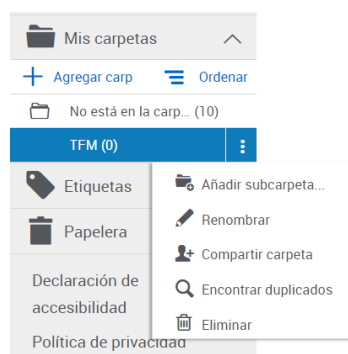 Mis carpetas
Agregar carp
Ordenar
No está en la carp... (10)
TFM (0)
Etiquetas
Papelera
Declaración de
accesibilidad
Política de privacidad
Añadir subcarpeta...
Renombrar
Compartir carpeta
Encontrar duplicados
Eliminar